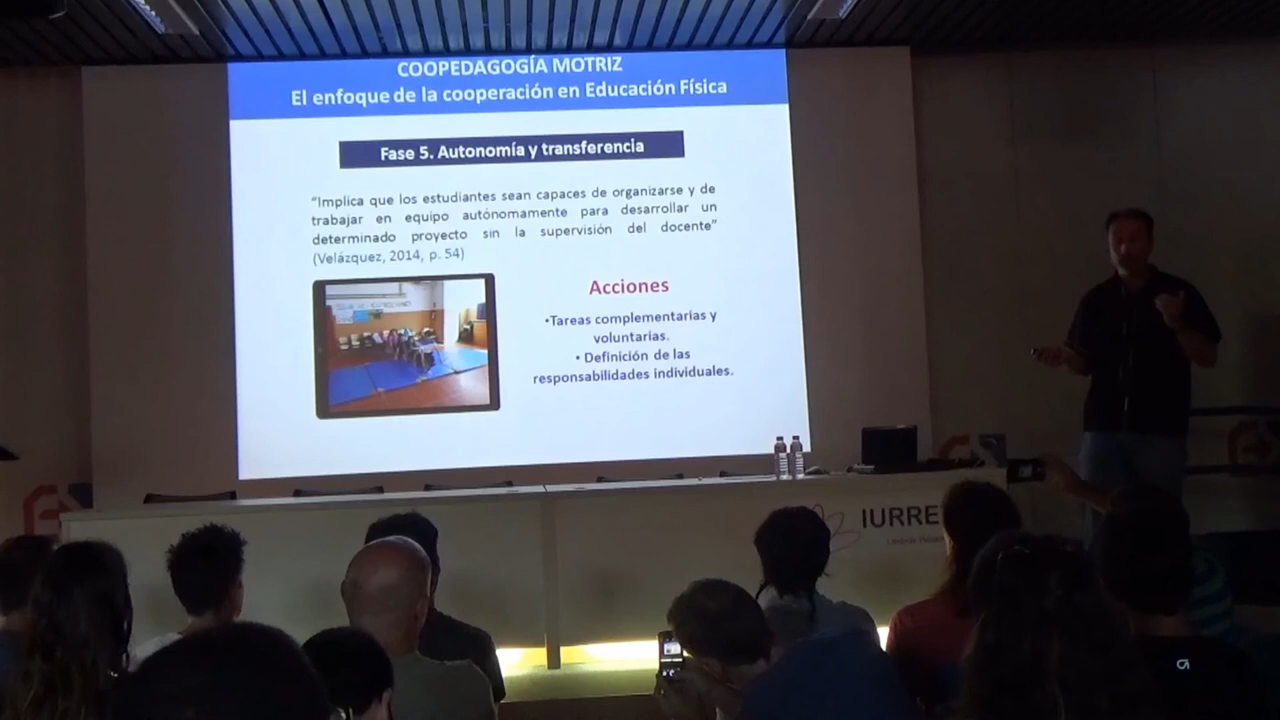 COOPEDAGOGÍA MOTRIZ
El enfoque de la cooperación en Educación Física
Fase 5. Autonomía y transferencia
“Implica que los estudiantes sean capaces de organizarse y de
trabajar en equipo autónomamente para desarrollar un
determinado proyecto sin la supervisión del docente”
(Velázquez, 2014, p. 54)
Acciones
•Tareas complementarias y
voluntarias.
• Definición de las
responsabilidades individuales.
IURRE